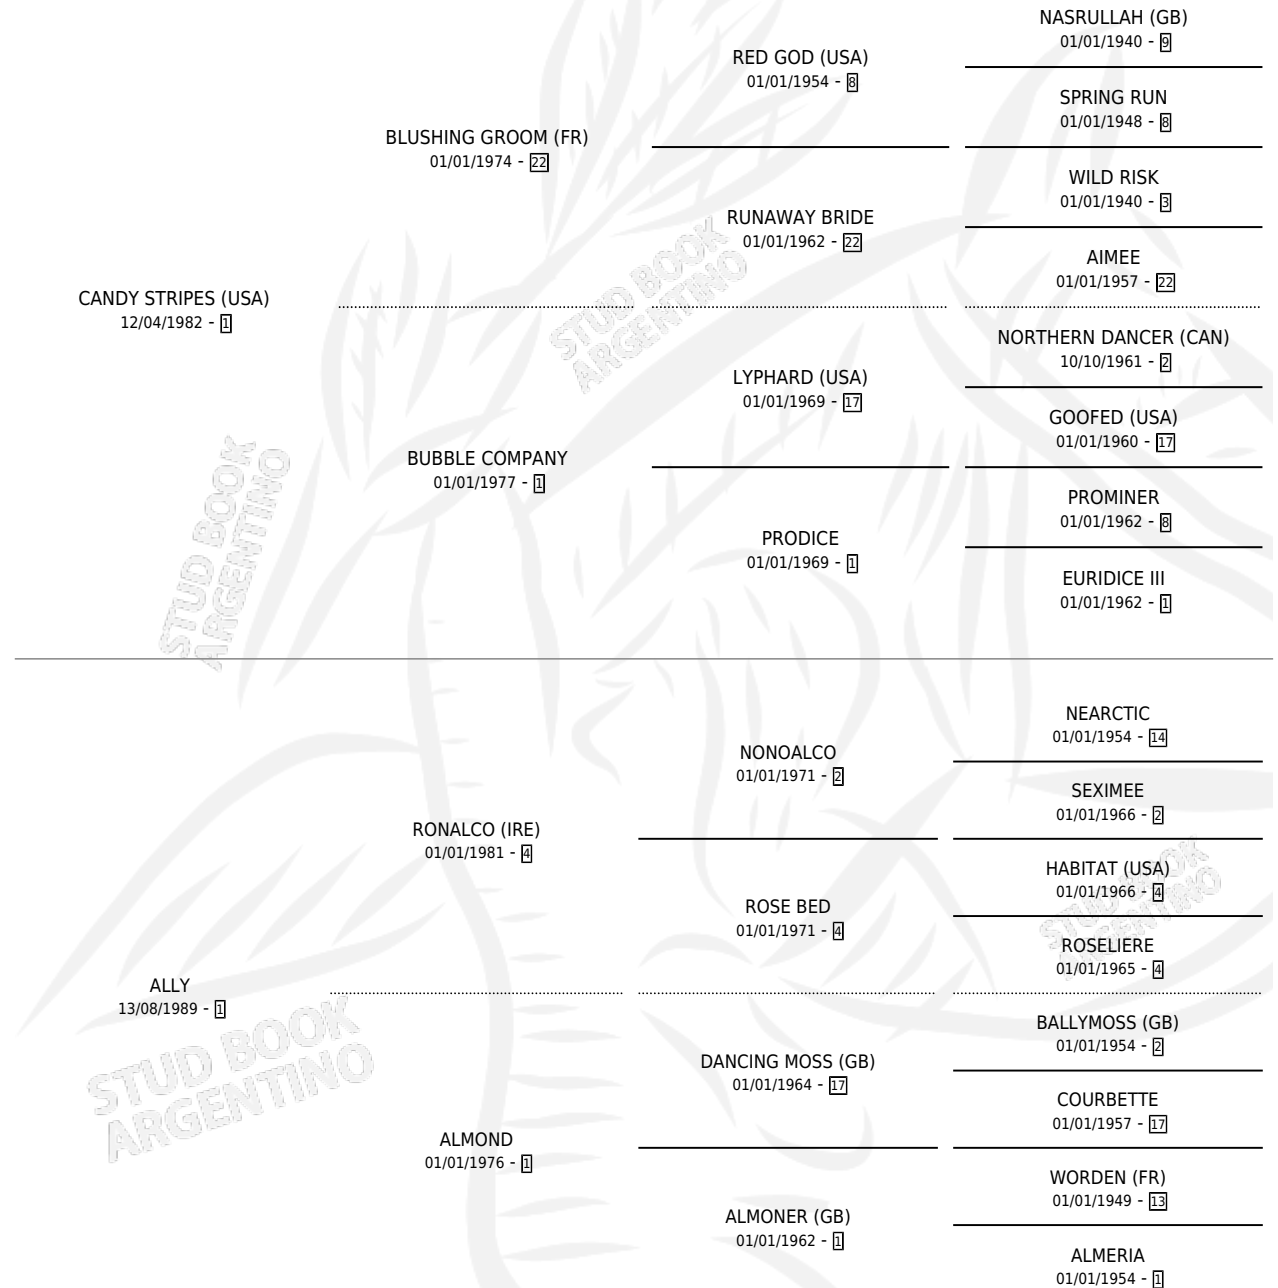 NASRULLAH (GB)
01/01/1940 - 9
RED GOD (USA)
01/01/1954 - 8
SPRING RUN
01/01/1948 - 8
BLUSHING GROOM (FR)
01/01/1974 - 22
WILD RISK
01/01/1940 - 3
RUNAWAY BRIDE
01/01/1962 - 22
AIMEE
01/01/1957 - 22
CANDY STRIPES (USA)
12/04/1982 - 1
NORTHERN DANCER (CAN)
10/10/1961 - 2
LYPHARD (USA)
01/01/1969 - 17
GOOFED (USA)
01/01/1960 - 17
BUBBLE COMPANY
01/01/1977 - 1
PROMINER
01/01/1962 - 8
PRODICE
01/01/1969 - 1
EURIDICE III
01/01/1962 - 1
NEARCTIC
01/01/1954 - 14
NONOALCO
01/01/1971 - 2
SEXIMEE
01/01/1966 - 2
RONALCO (IRE)
01/01/1981 - 4
HABITAT (USA)
01/01/1966 - 4
ROSE BED
01/01/1971 - 4
ROSELIERE
01/01/1965 - 4
ALLY
13/08/1989 - 1
BALLYMOSS (GB)
01/01/1954 - 2
DANCING MOSS (GB)
01/01/1964 - 17
COURBETTE
01/01/1957 - 17
ALMOND
01/01/1976 - 1
WORDEN (FR)
01/01/1949 - 13
ALMONER (GB)
01/01/1962 - 1
ALMERIA
01/01/1954 - 1
STUD BOOK
ARGENTINO
STUD BOOK
ARGENTINO
STUD BOOK
ARGENTINO
STUD BOOK
ARGENTINO